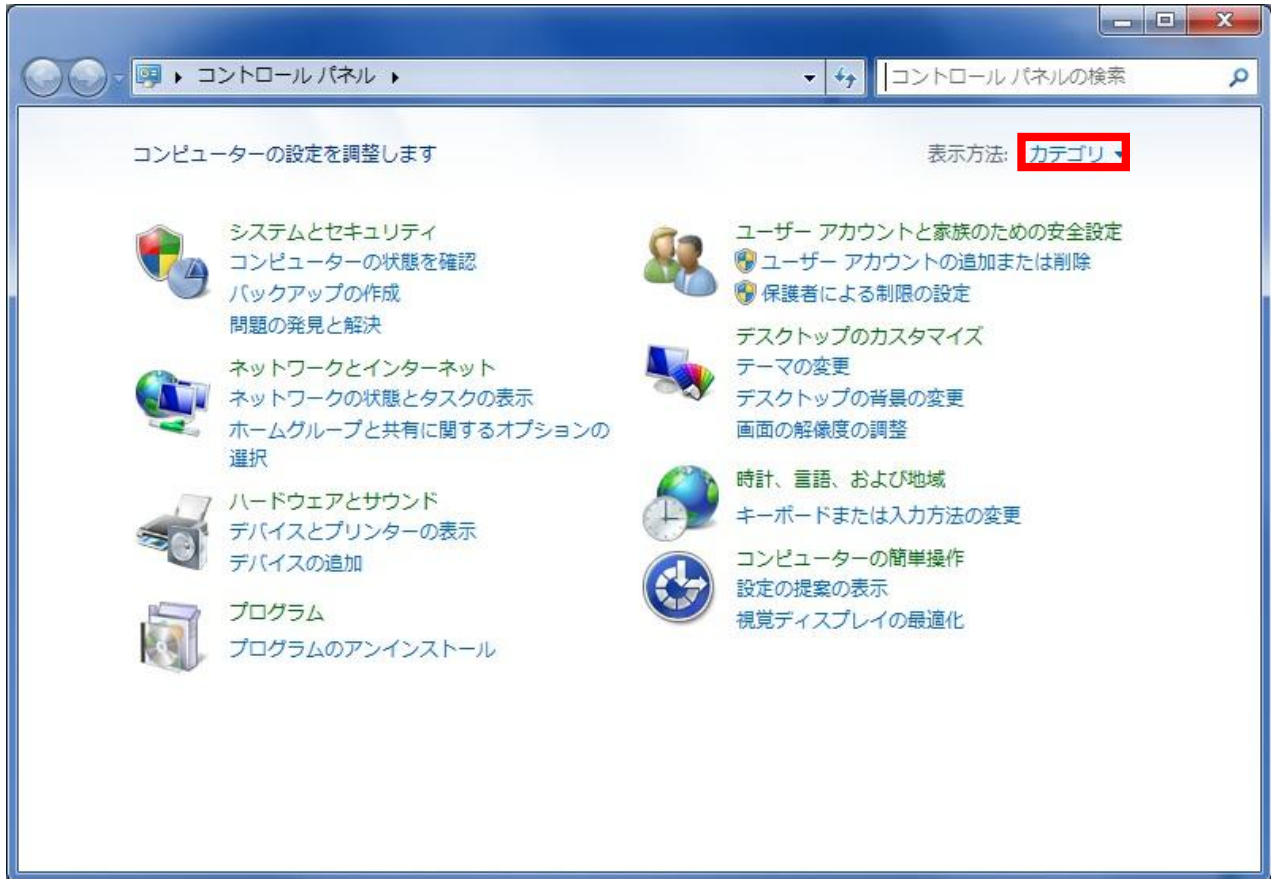 コントロール パネル
コントロール パネルの検索
コンピューターの設定を調整します
表示方法: カテゴリ
システムとセキュリティ
コンピューターの状態を確認
バックアップの作成
問題の発見と解決
ネットワークとインターネット
ネットワークの状態とタスクの表示
ホームグループと共有に関するオプションの
選択
ハードウェアとサウンド
デバイスとプリンターの表示
デバイスの追加
プログラム
プログラムのアンインストール
ユーザー アカウントと家族のための安全設定
ユーザー アカウントの追加または削除
保護者による制限の設定
デスクトップのカスタマイズ
テーマの変更
デスクトップの背景の変更
画面の解像度の調整
時計、言語、および地域
キーボードまたは入力方法の変更
コンピューターの簡単操作
設定の提案の表示
視覚ディスプレイの最適化